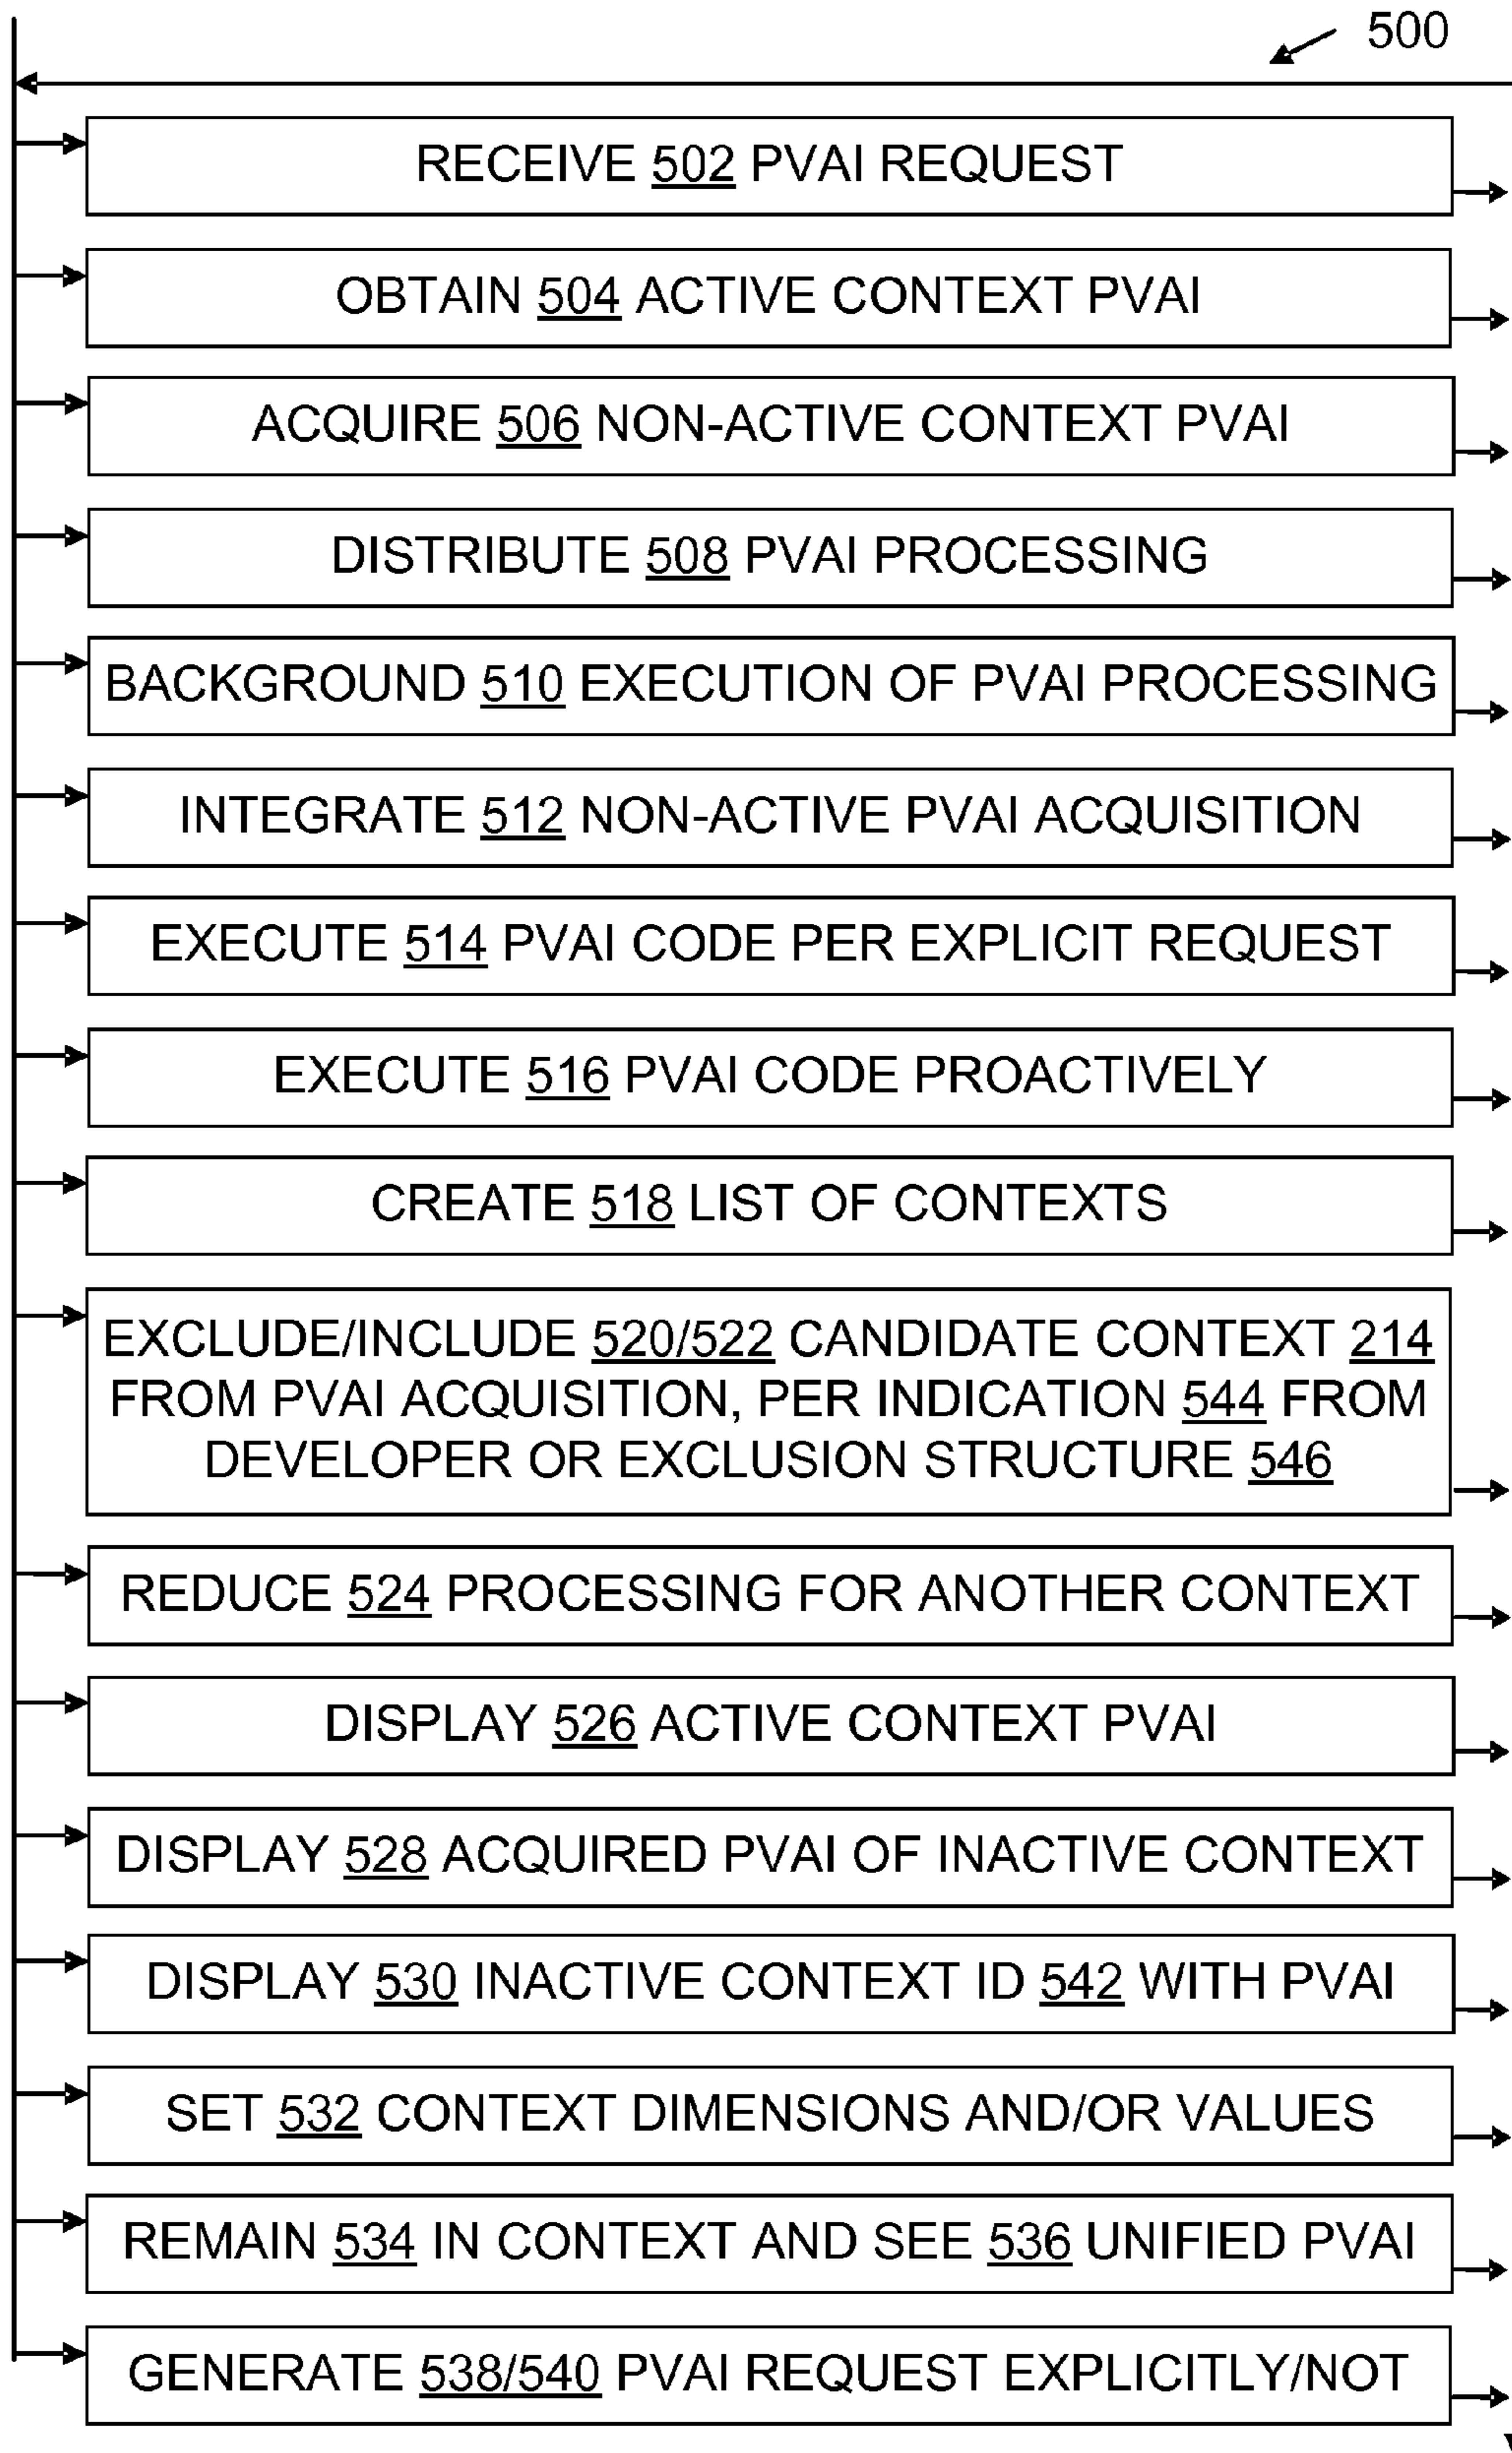 500
RECEIVE 502 PVAI REQUEST
OBTAIN 504 ACTIVE CONTEXT PVAI
ACQUIRE 506 NON-ACTIVE CONTEXT PVAI
DISTRIBUTE 508 PVAI PROCESSING
BACKGROUND 510 EXECUTION OF PVAI PROCESSING
INTEGRATE 512 NON-ACTIVE PVAI ACQUISITION
EXECUTE 514 PVAI CODE PER EXPLICIT REQUEST
EXECUTE 516 PVAI CODE PROACTIVELY
CREATE 518 LIST OF CONTEXTS
EXCLUDE/INCLUDE 520/522 CANDIDATE CONTEXT 214
FROM PVAI ACQUISITION, PER INDICATION 544 FROM
DEVELOPER OR EXCLUSION STRUCTURE 546
REDUCE 524 PROCESSING FOR ANOTHER CONTEXT
DISPLAY 526 ACTIVE CONTEXT PVAI
DISPLAY 528 ACQUIRED PVAI OF INACTIVE CONTEXT
DISPLAY 530 INACTIVE CONTEXT ID 542 WITH PVAI
SET 532 CONTEXT DIMENSIONS AND/OR VALUES
REMAIN 534 IN CONTEXT AND SEE 536 UNIFIED PVAI
GENERATE 538/540 PVAI REQUEST EXPLICITLY/NOT